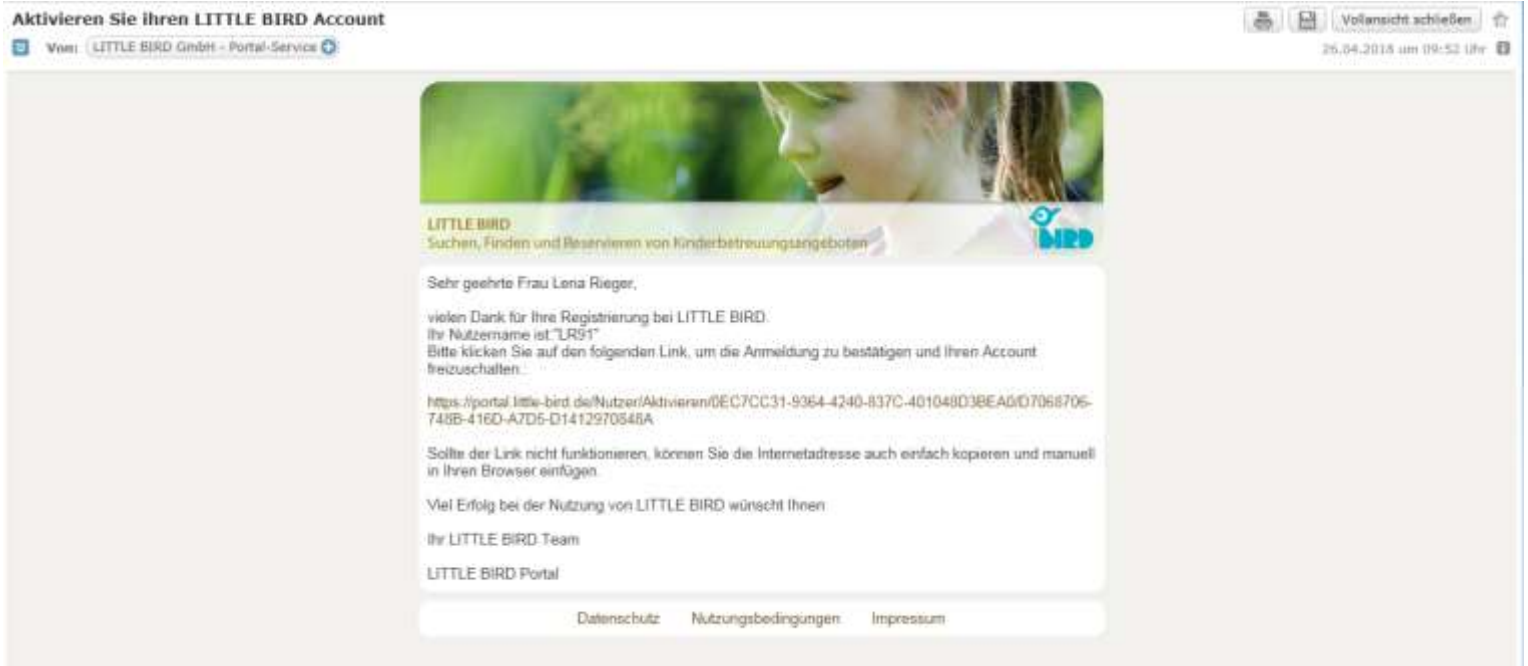 Aktivieren Sie ihren LITTLE BIRD Account
Vollansicht schließen
Von: LITTLE BIRD GmbH - Portal-Service
26.04.2018 um 09:52 Uhr
LITTLE BIRD
Suchen, Finden und Reservieren von Kinderbetreuungsangeboten
BIRD
Sehr geehrte Frau Lena Rieger,
vielen Dank für Ihre Registrierung bei LITTLE BIRD.
Ihr Nutzername ist:"LR91"
Bitte klicken Sie auf den folgenden Link, um die Anmeldung zu bestätigen und Ihren Account
freizuschalten.:
https://portal.little-bird.de/Nutzer/Aktivieren/0EC7CC31-9364-4240-837C-401048D3BEA0/D7068706-
748B-416D-A7D5-D1412970848A
Sollte der Link nicht funktionieren, können Sie die Internetadresse auch einfach kopieren und manuell
in Ihren Browser einfügen.
Viel Erfolg bei der Nutzung von LITTLE BIRD wünscht Ihnen
Ihr LITTLE BIRD Team
LITTLE BIRD Portal
Datenschutz Nutzungsbedingungen Impressum